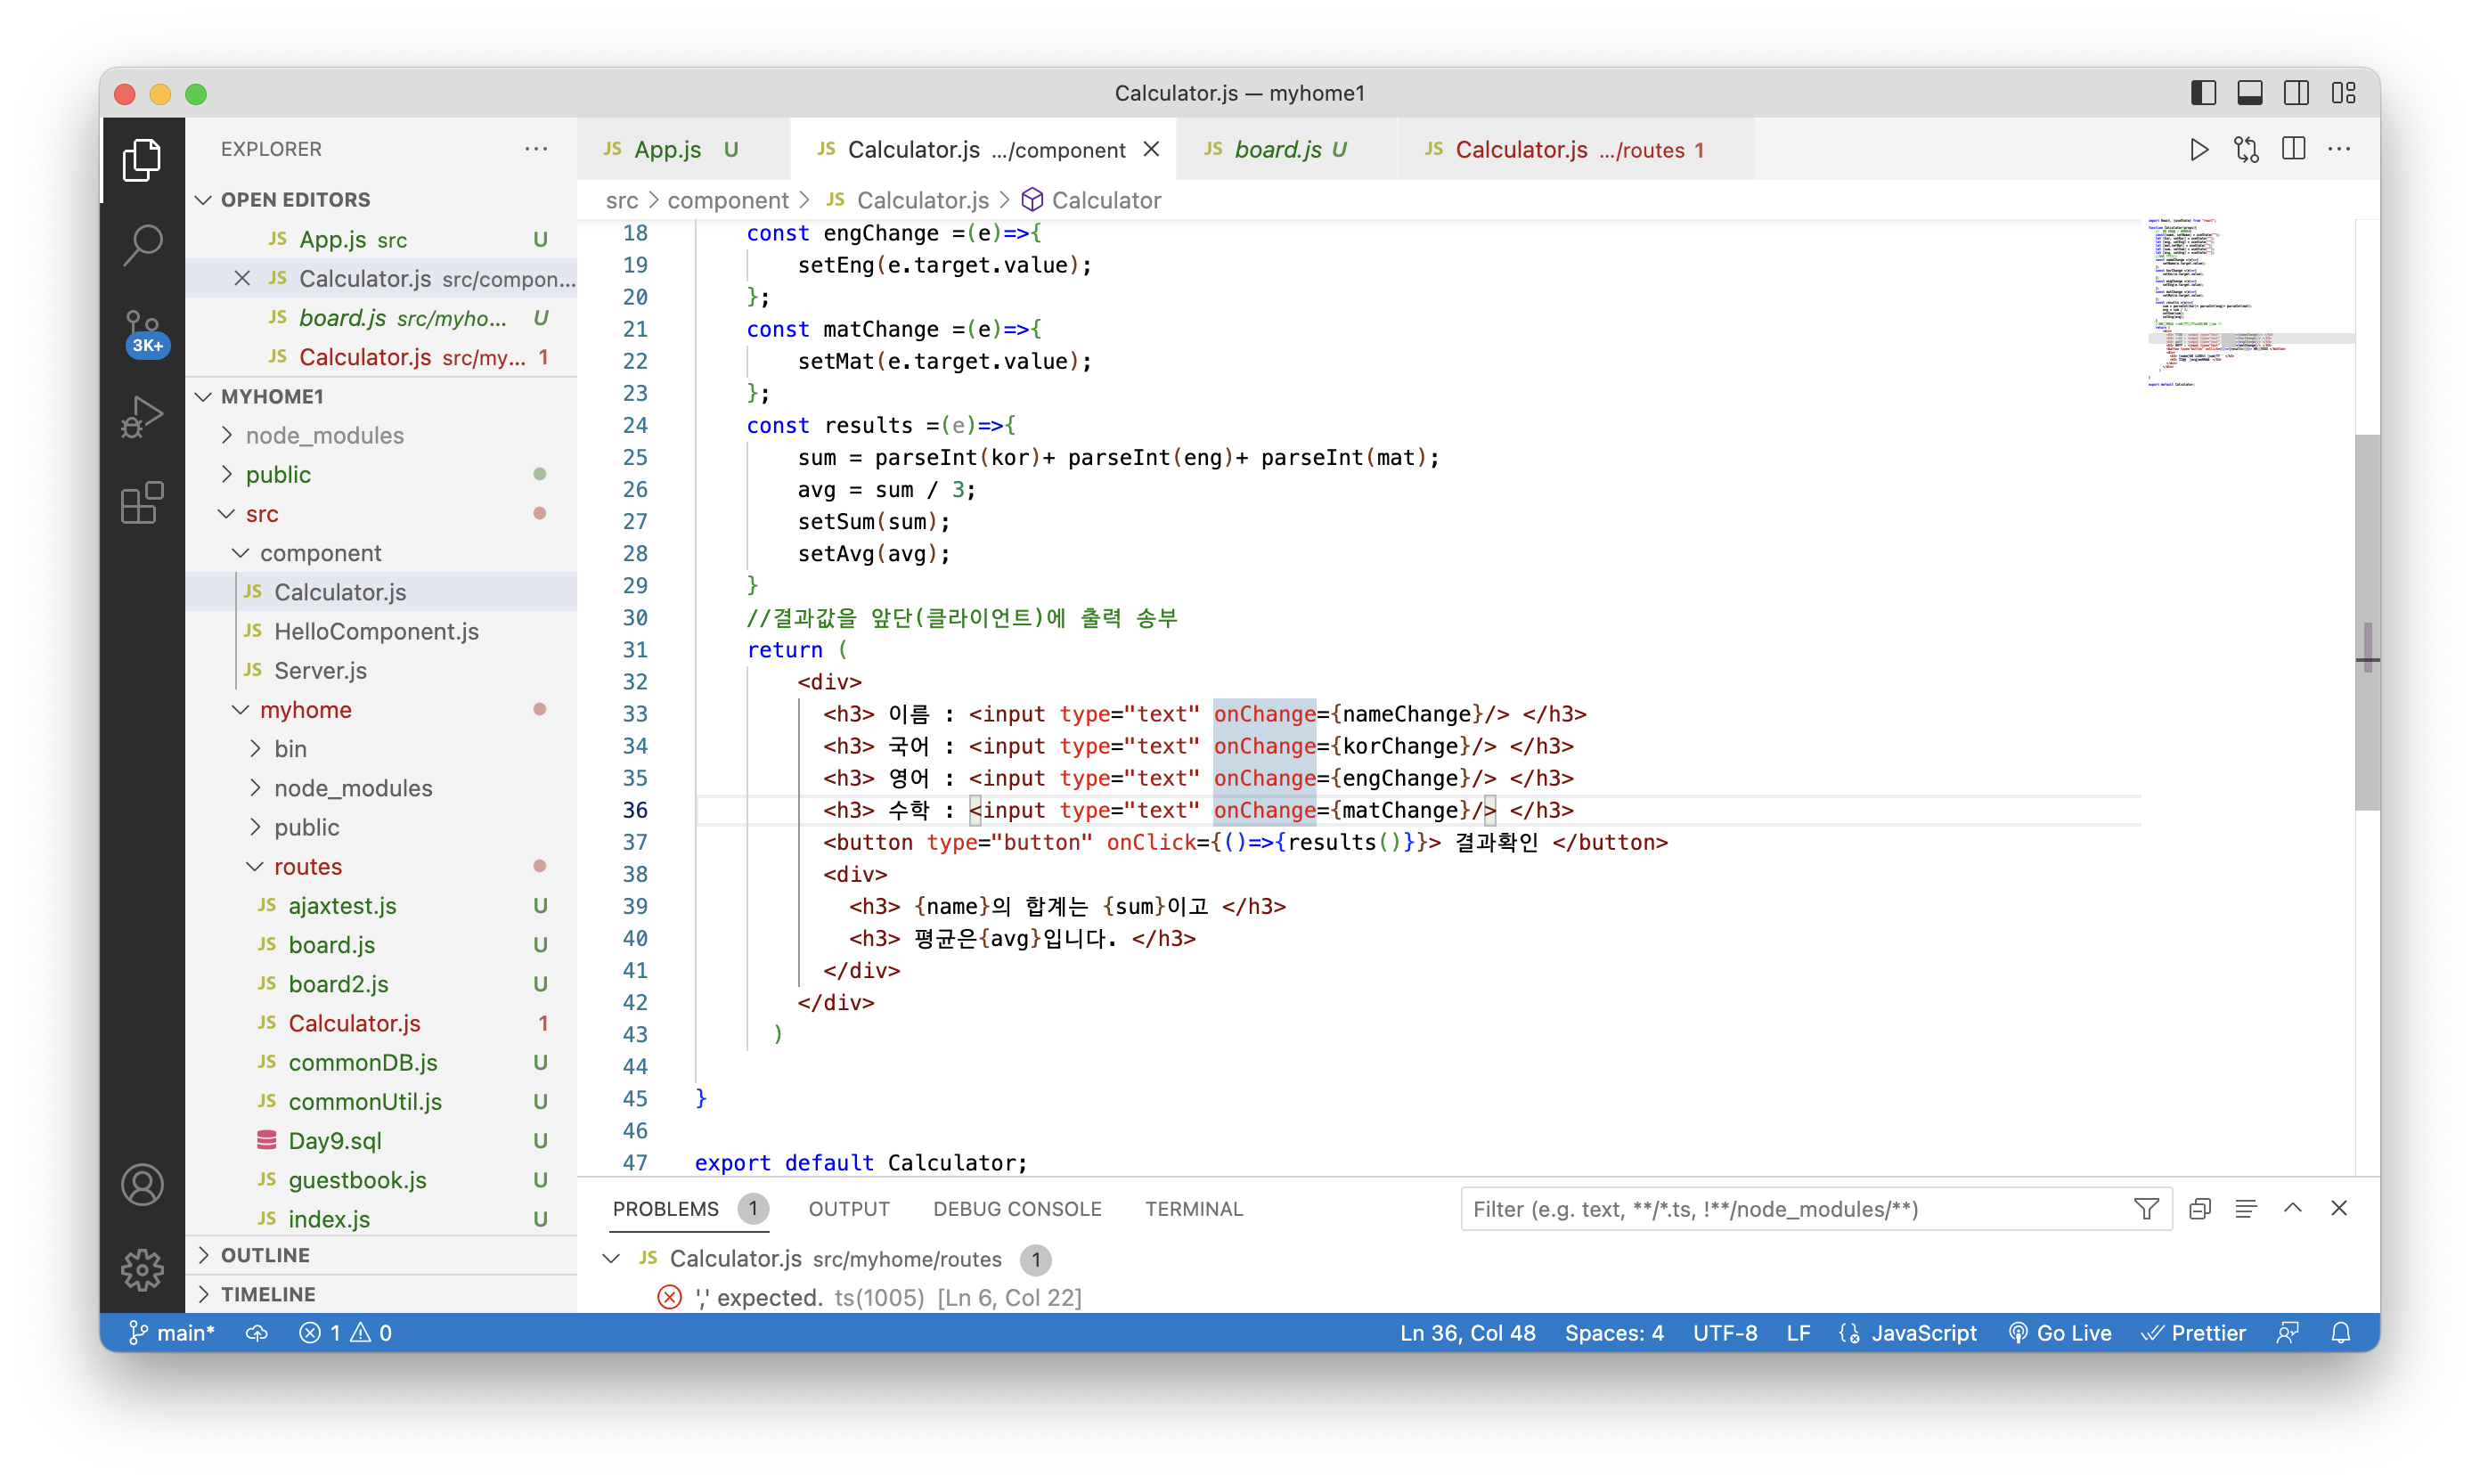 Calculator.js — myhome1
EXPLORER
OPEN EDITORS
JS App.js src U
JS Calculator.js src/compon...
JS board.js src/myho... U
JS Calculator.js src/my... 1
MYHOME1
node_modules
public
src
component
JS Calculator.js
JS HelloComponent.js
JS Server.js
myhome
bin
node_modules
public
routes
JS ajaxtest.js U
JS board.js U
JS board2.js U
JS Calculator.js 1
JS commonDB.js U
JS commonUtil.js U
Day9.sql U
JS guestbook.js U
JS index.js U
OUTLINE
TIMELINE
3K+
JS App.js U
JS Calculator.js .../component
JS board.js U
JS Calculator.js .../routes 1
src > component > JS Calculator.js > Calculator
18 const engChange =(e)=>{
19 setEng(e.target.value);
20 };
21 const matChange =(e)=>{
22 setMat(e.target.value);
23 };
24 const results =(e)=>{
25 sum = parseInt(kor)+ parseInt(eng)+ parseInt(mat);
26 avg = sum / 3;
27 setSum(sum);
28 setAvg(avg);
29 }
30 //결과값을 앞단(클라이언트)에 출력 송부
31 return (
32 <div>
33 <h3> 이름 : <input type="text" onChange={nameChange}/> </h3>
34 <h3> 국어 : <input type="text" onChange={korChange}/> </h3>
35 <h3> 영어 : <input type="text" onChange={engChange}/> </h3>
36 <h3> 수학 : <input type="text" onChange={matChange}/> </h3>
37 <button type="button" onClick={()=>{results()}}> 결과확인 </button>
38 <div>
39 <h3> {name}의 합계는 {sum}이고 </h3>
40 <h3> 평균은{avg}입니다. </h3>
41 </div>
42 </div>
43 )
44
45 }
46
47 export default Calculator;
PROBLEMS 1 OUTPUT DEBUG CONSOLE TERMINAL
Filter (e.g. text, **/*.ts, !**/node_modules/**)
JS Calculator.js src/myhome/routes 1
',' expected. ts(1005) [Ln 6, Col 22]
main* 1 0
Ln 36, Col 48 Spaces: 4 UTF-8 LF JavaScript Go Live Prettier